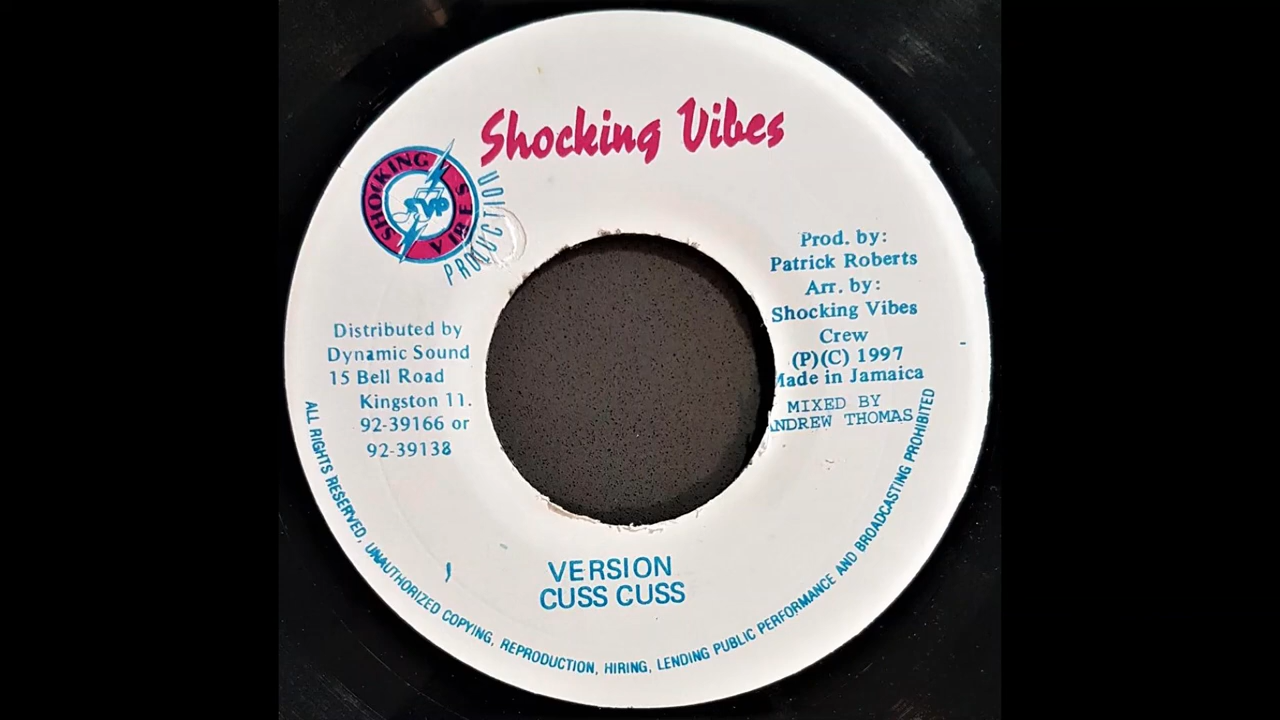 Shocking Vibes
SHOCKING VIBES
SVP
PRODUCTION
Prod. by:
Patrick Roberts
Arr. by:
Shocking Vibes
Crew
(P)(C) 1997
Made in Jamaica
MIXED BY
ANDREW THOMAS
Distributed by
Dynamic Sound
15 Bell Road
Kingston 11.
92-39166 or
92-39138
VERSION
CUSS CUSS
ALL RIGHTS RESERVED, UNAUTHORIZED COPYING, REPRODUCTION, HIRING, LENDING PUBLIC PERFORMANCE AND BROADCASTING PROHIBITED